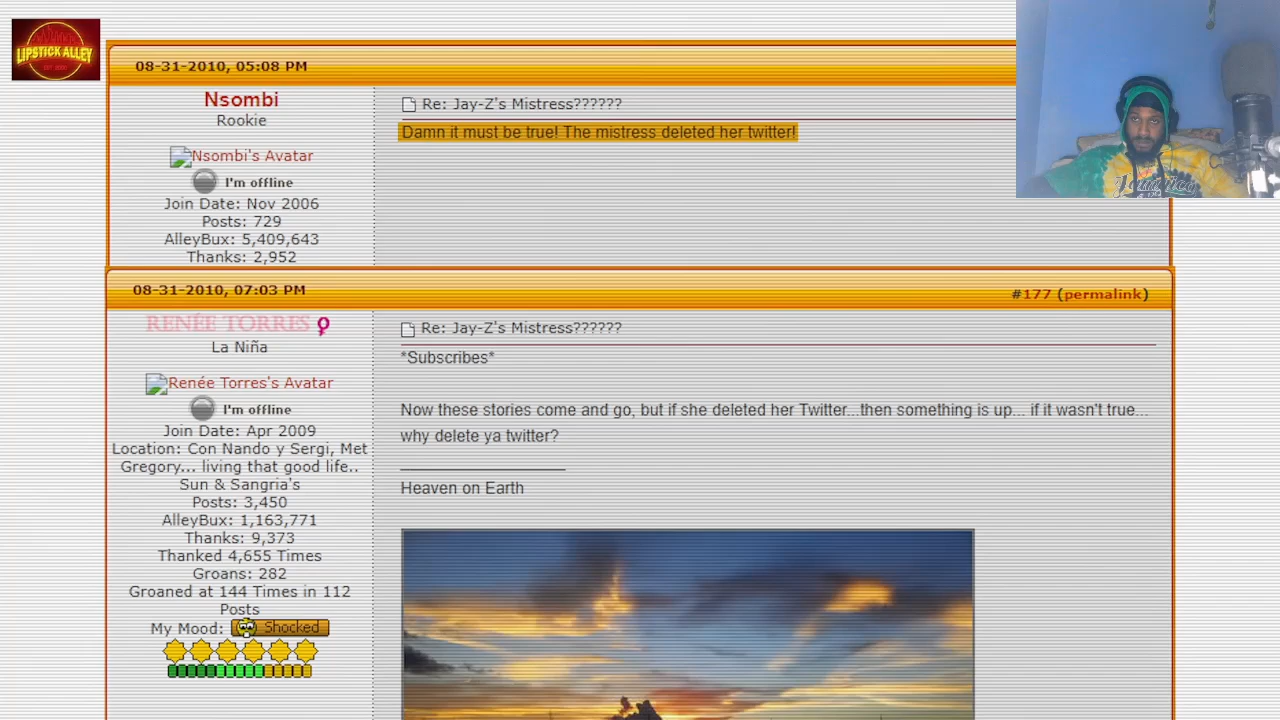 LIPSTICK ALLEY
08-31-2010, 05:08 PM
Nsombi
Rookie
Nsombi's Avatar
I'm offline
Join Date: Nov 2006
Posts: 729
AlleyBux: 5,409,643
Thanks: 2,952
Re: Jay-Z's Mistress??????
Damn it must be true! The mistress deleted her twitter!
08-31-2010, 07:03 PM
#177 (permalink)
RENÉE TORRES
La Niña
Renée Torres's Avatar
I'm offline
Join Date: Apr 2009
Location: Con Nando y Sergi, Met
Gregory... living that good life..
Sun & Sangria's
Posts: 3,450
AlleyBux: 1,163,771
Thanks: 9,373
Thanked 4,655 Times
Groans: 282
Groaned at 144 Times in 112
Posts
My Mood: Shocked
Re: Jay-Z's Mistress??????
*Subscribes*
Now these stories come and go, but if she deleted her Twitter...then something is up... if it wasn't true...
why delete ya twitter?
Heaven on Earth